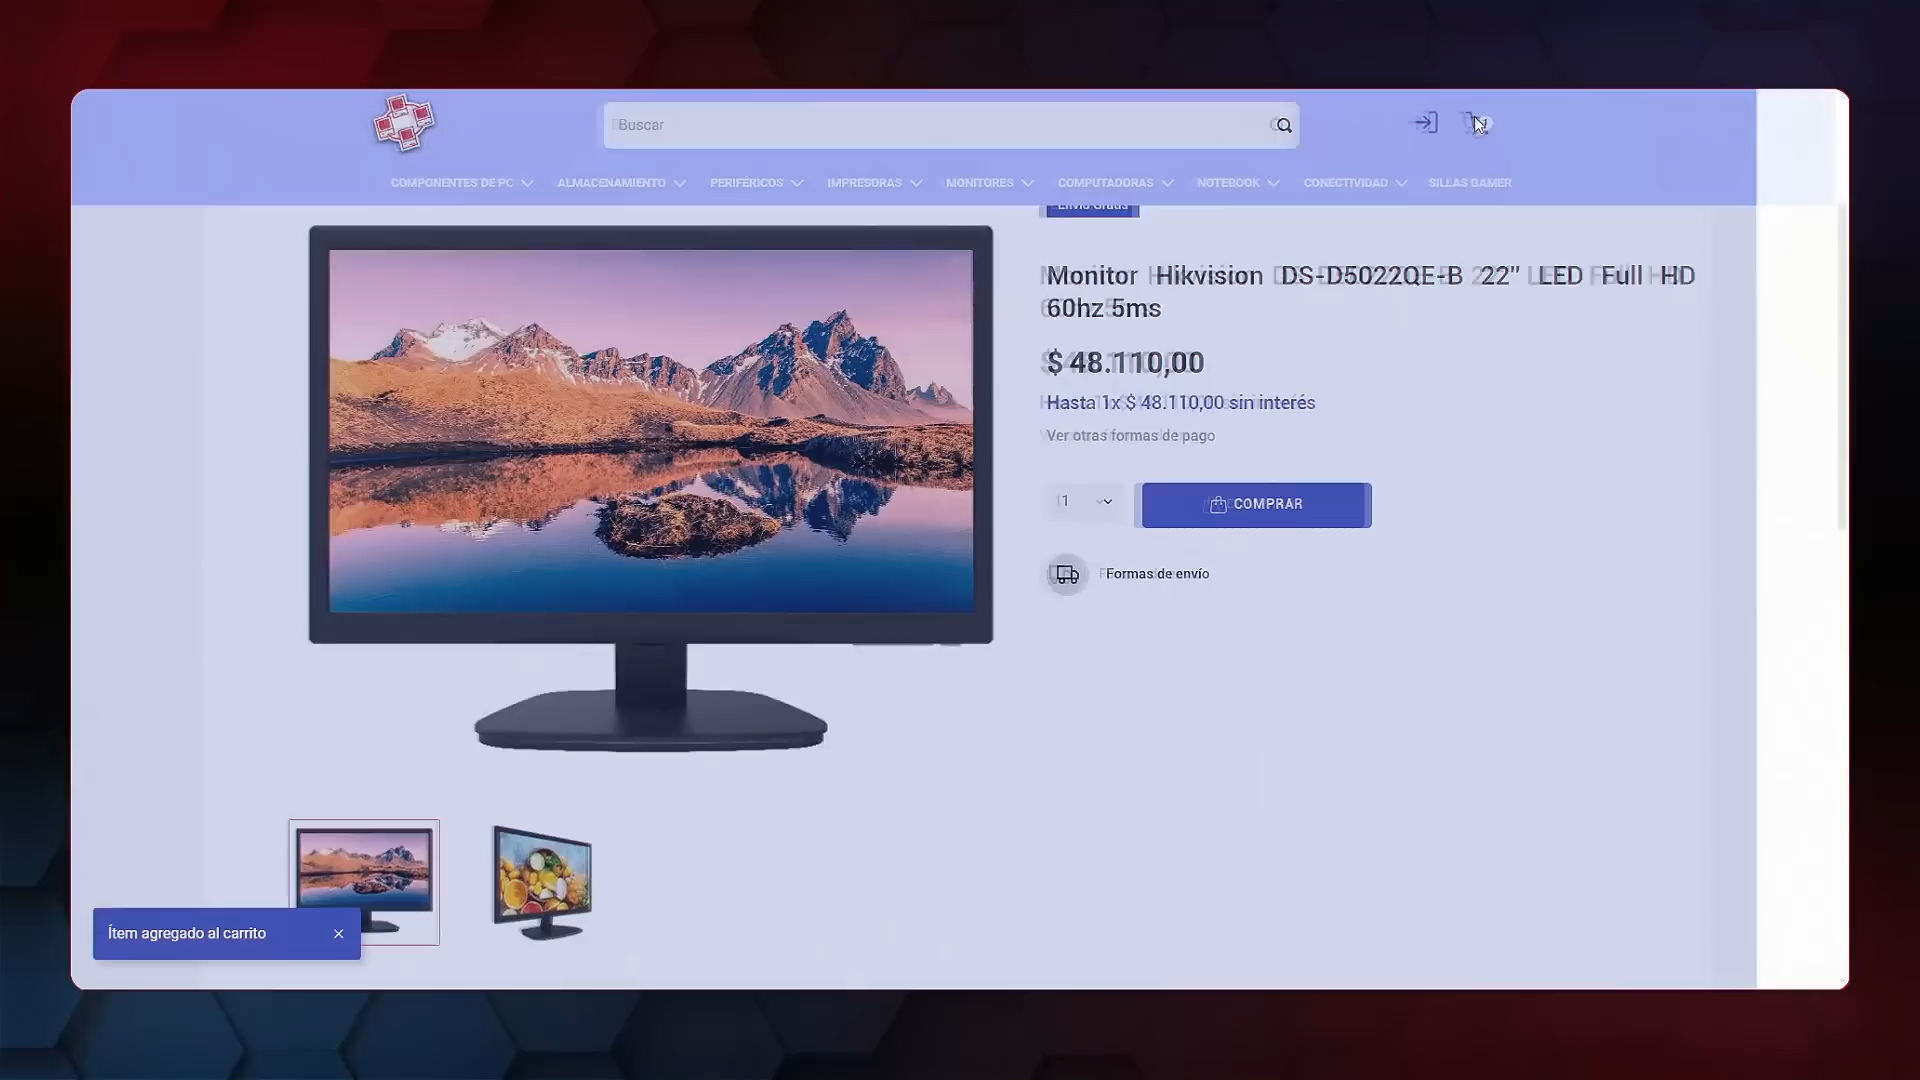 Buscar
COMPONENTES DE PC ALMACENAMIENTO PERIFÉRICOS IMPRESORAS MONITORES COMPUTADORAS NOTEBOOK CONECTIVIDAD SILLAS GAMER
Envío Gratis
Monitor Hikvision DS-D5022QE-B 22" LED Full HD
60hz 5ms
$ 48.110,00
Hasta 1x $ 48.110,00 sin interés
Ver otras formas de pago
1
COMPRAR
Formas de envío
Ítem agregado al carrito